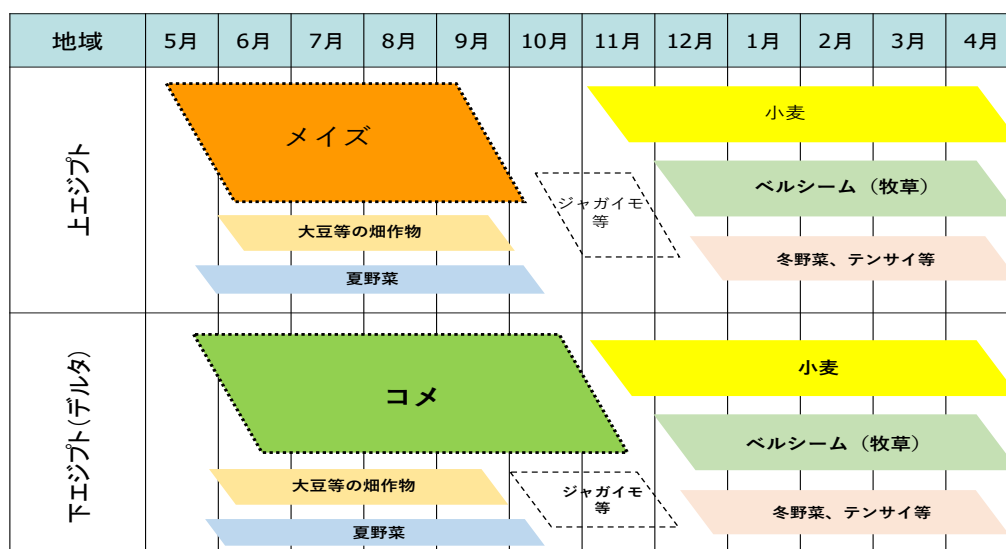 地域 5月 6月 7月 8月 9月 10月 11月 12月 1月 2月 3月 4月
上エジプト
メイズ
小麦
ベルシーム（牧草）
ジャガイモ
等
大豆等の畑作物
冬野菜、テンサイ等
夏野菜
下エジプト(デルタ)
コメ
小麦
ベルシーム（牧草）
大豆等の畑作物
ジャガイモ
等
冬野菜、テンサイ等
夏野菜